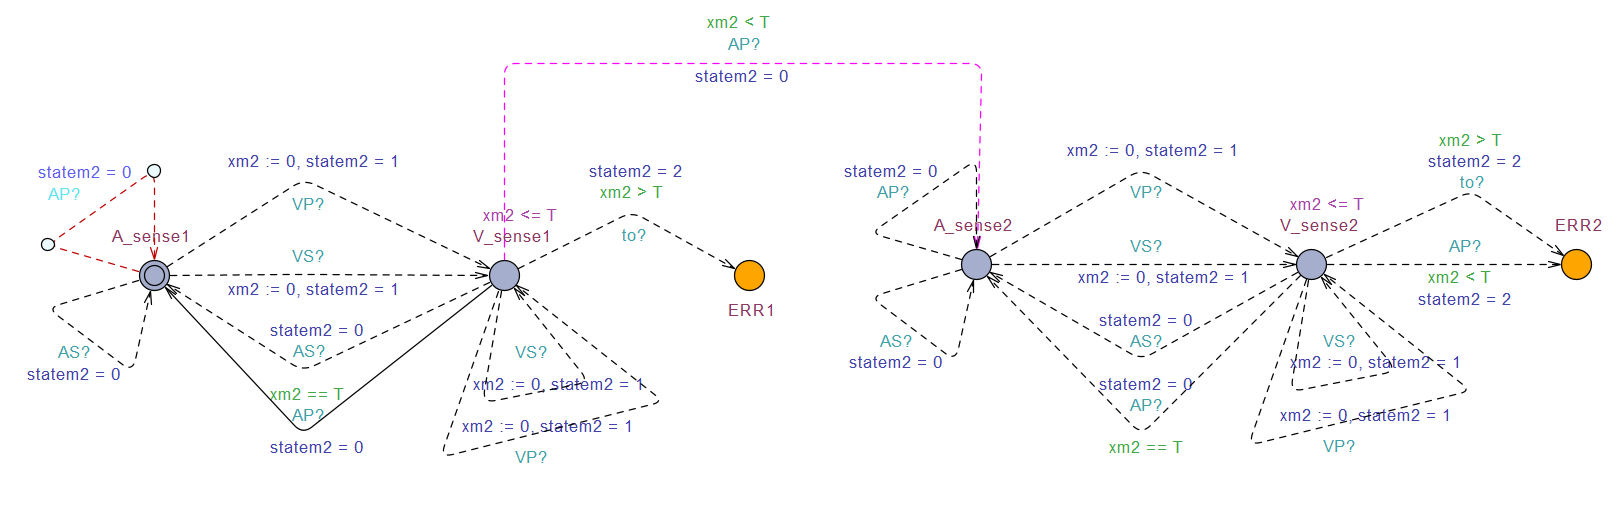 xm2 < T
AP?
statem2 = 0
statem2 = 0
AP?
A_sense1
xm2 := 0, statem2 = 1
VP?
VS?
xm2 := 0, statem2 = 1
statem2 = 0
AS?
xm2 == T
AP?
statem2 = 0
AS?
statem2 = 0
xm2 <= T
V_sense1
statem2 = 2
xm2 > T
to?
ERR1
VS?
xm2 := 0, statem2 = 1
xm2 := 0, statem2 = 1
VP?
statem2 = 0
AP?
A_sense2
AS?
statem2 = 0
xm2 := 0, statem2 = 1
VP?
VS?
xm2 := 0, statem2 = 1
statem2 = 0
AS?
statem2 = 0
AP?
xm2 == T
xm2 <= T
V_sense2
xm2 > T
statem2 = 2
to?
ERR2
AP?
xm2 < T
statem2 = 2
VS?
xm2 := 0, statem2 = 1
xm2 := 0, statem2 = 1
VP?